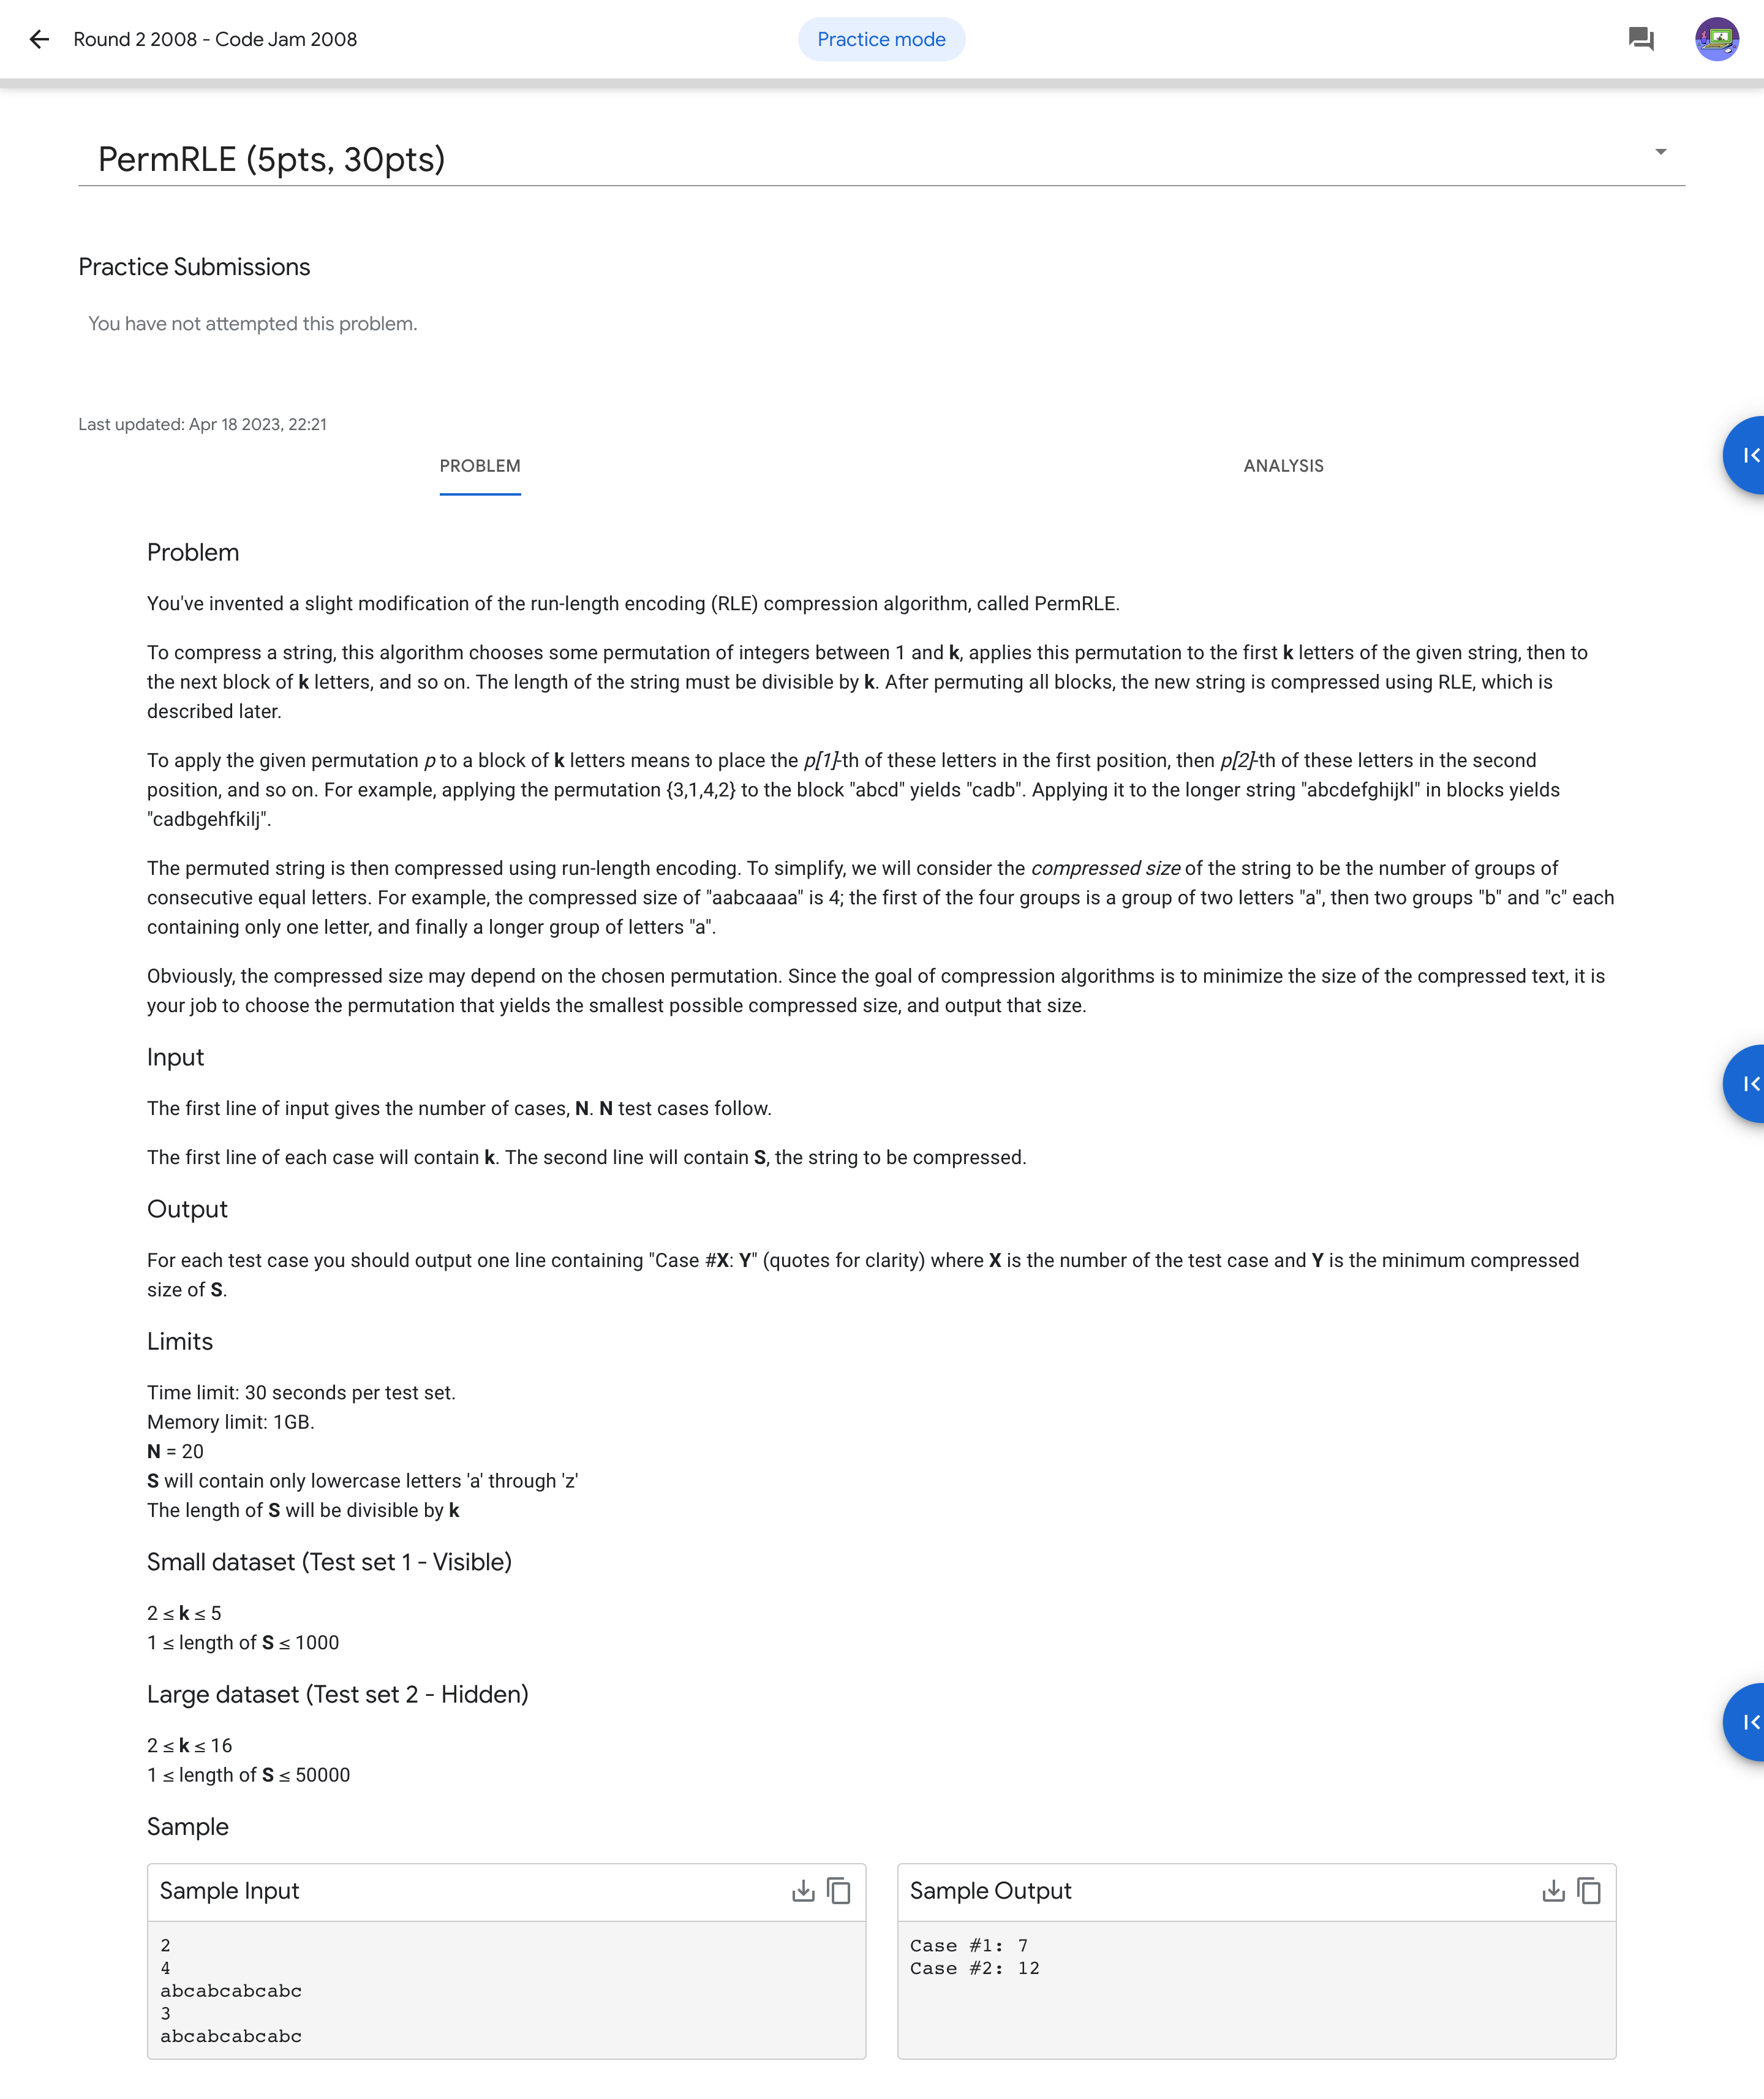 Round 2 2008 - Code Jam 2008
Practice mode
PermRLE (5pts, 30pts)
Practice Submissions
You have not attempted this problem.
Last updated: Apr 18 2023, 22:21
PROBLEM
ANALYSIS
Problem
You've invented a slight modification of the run-length encoding (RLE) compression algorithm, called PermRLE.
To compress a string, this algorithm chooses some permutation of integers between 1 and k, applies this permutation to the first k letters of the given string, then to
the next block of k letters, and so on. The length of the string must be divisible by k. After permuting all blocks, the new string is compressed using RLE, which is
described later.
To apply the given permutation p to a block of k letters means to place the p[1]-th of these letters in the first position, then p[2]-th of these letters in the second
position, and so on. For example, applying the permutation {3,1,4,2} to the block "abcd" yields "cadb". Applying it to the longer string "abcdefghijkl" in blocks yields
"cadbgehfkilj".
The permuted string is then compressed using run-length encoding. To simplify, we will consider the compressed size of the string to be the number of groups of
consecutive equal letters. For example, the compressed size of "aabcaaaa" is 4; the first of the four groups is a group of two letters "a", then two groups "b" and "c" each
containing only one letter, and finally a longer group of letters "a".
Obviously, the compressed size may depend on the chosen permutation. Since the goal of compression algorithms is to minimize the size of the compressed text, it is
your job to choose the permutation that yields the smallest possible compressed size, and output that size.
Input
The first line of input gives the number of cases, N. N test cases follow.
The first line of each case will contain k. The second line will contain S, the string to be compressed.
Output
For each test case you should output one line containing "Case #X: Y" (quotes for clarity) where X is the number of the test case and Y is the minimum compressed
size of S.
Limits
Time limit: 30 seconds per test set.
Memory limit: 1GB.
N = 20
S will contain only lowercase letters 'a' through 'z'
The length of S will be divisible by k
Small dataset (Test set 1 - Visible)
2 ≤ k ≤ 5
1 ≤ length of S ≤ 1000
Large dataset (Test set 2 - Hidden)
2 ≤ k ≤ 16
1 ≤ length of S ≤ 50000
Sample
Sample Input
2
4
abcabcabcabc
3
abcabcabcabc
Sample Output
Case #1: 7
Case #2: 12